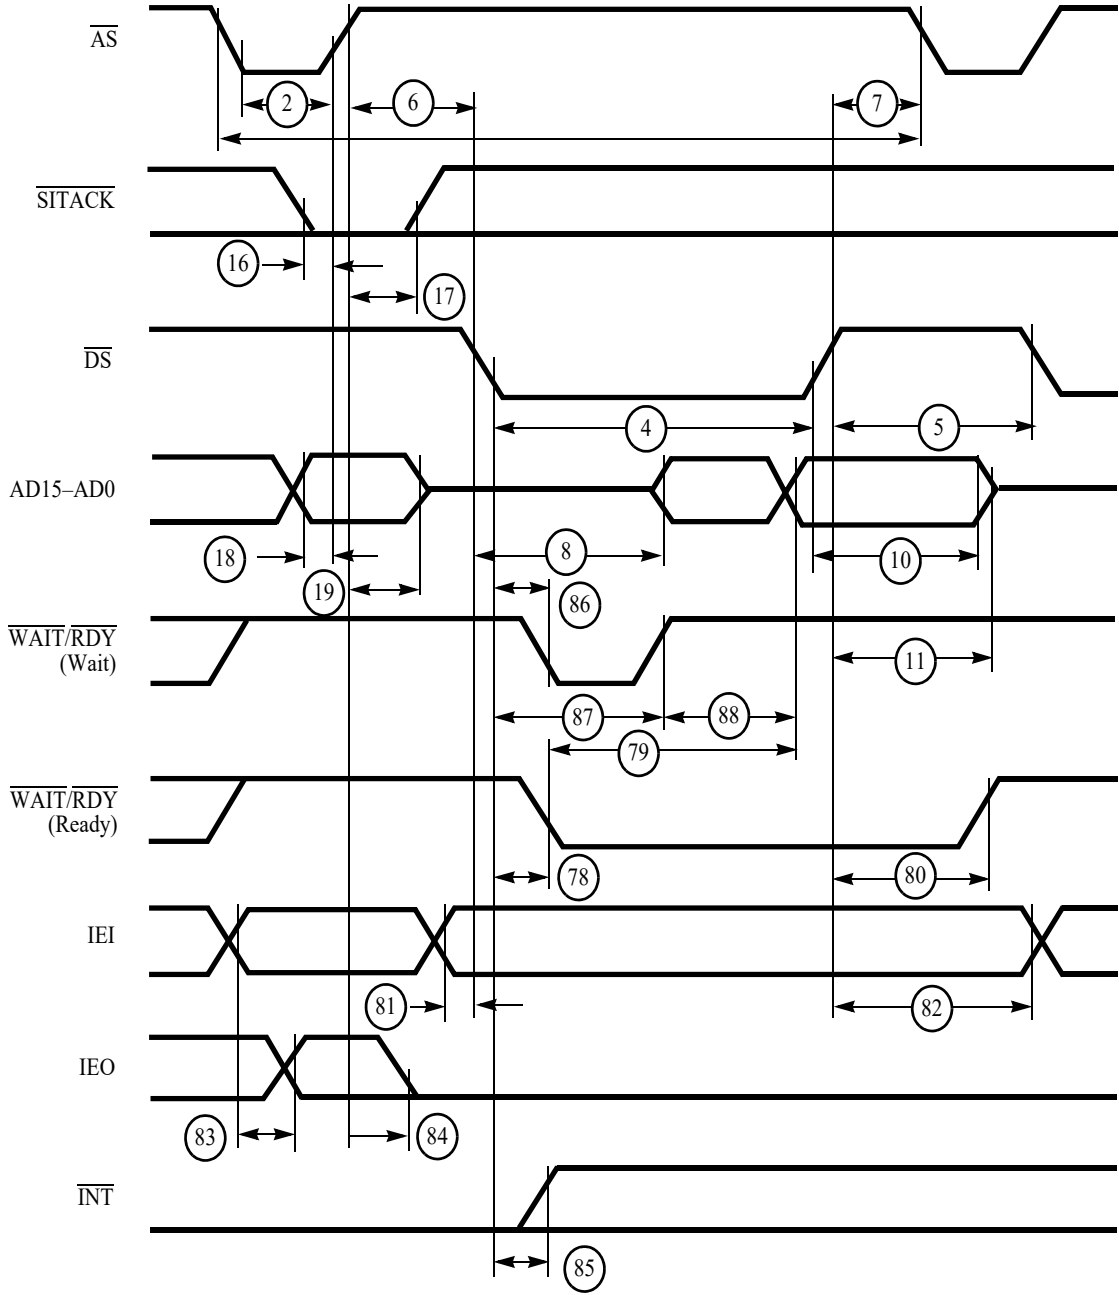 AS
2
6
7
SITACK
16
17
DS
4
5
AD15–AD0
18
8
10
19
86
WAIT/RDY
(Wait)
11
87
88
79
WAIT/RDY
(Ready)
78
80
IEI
81
82
IEO
83
84
INT
85